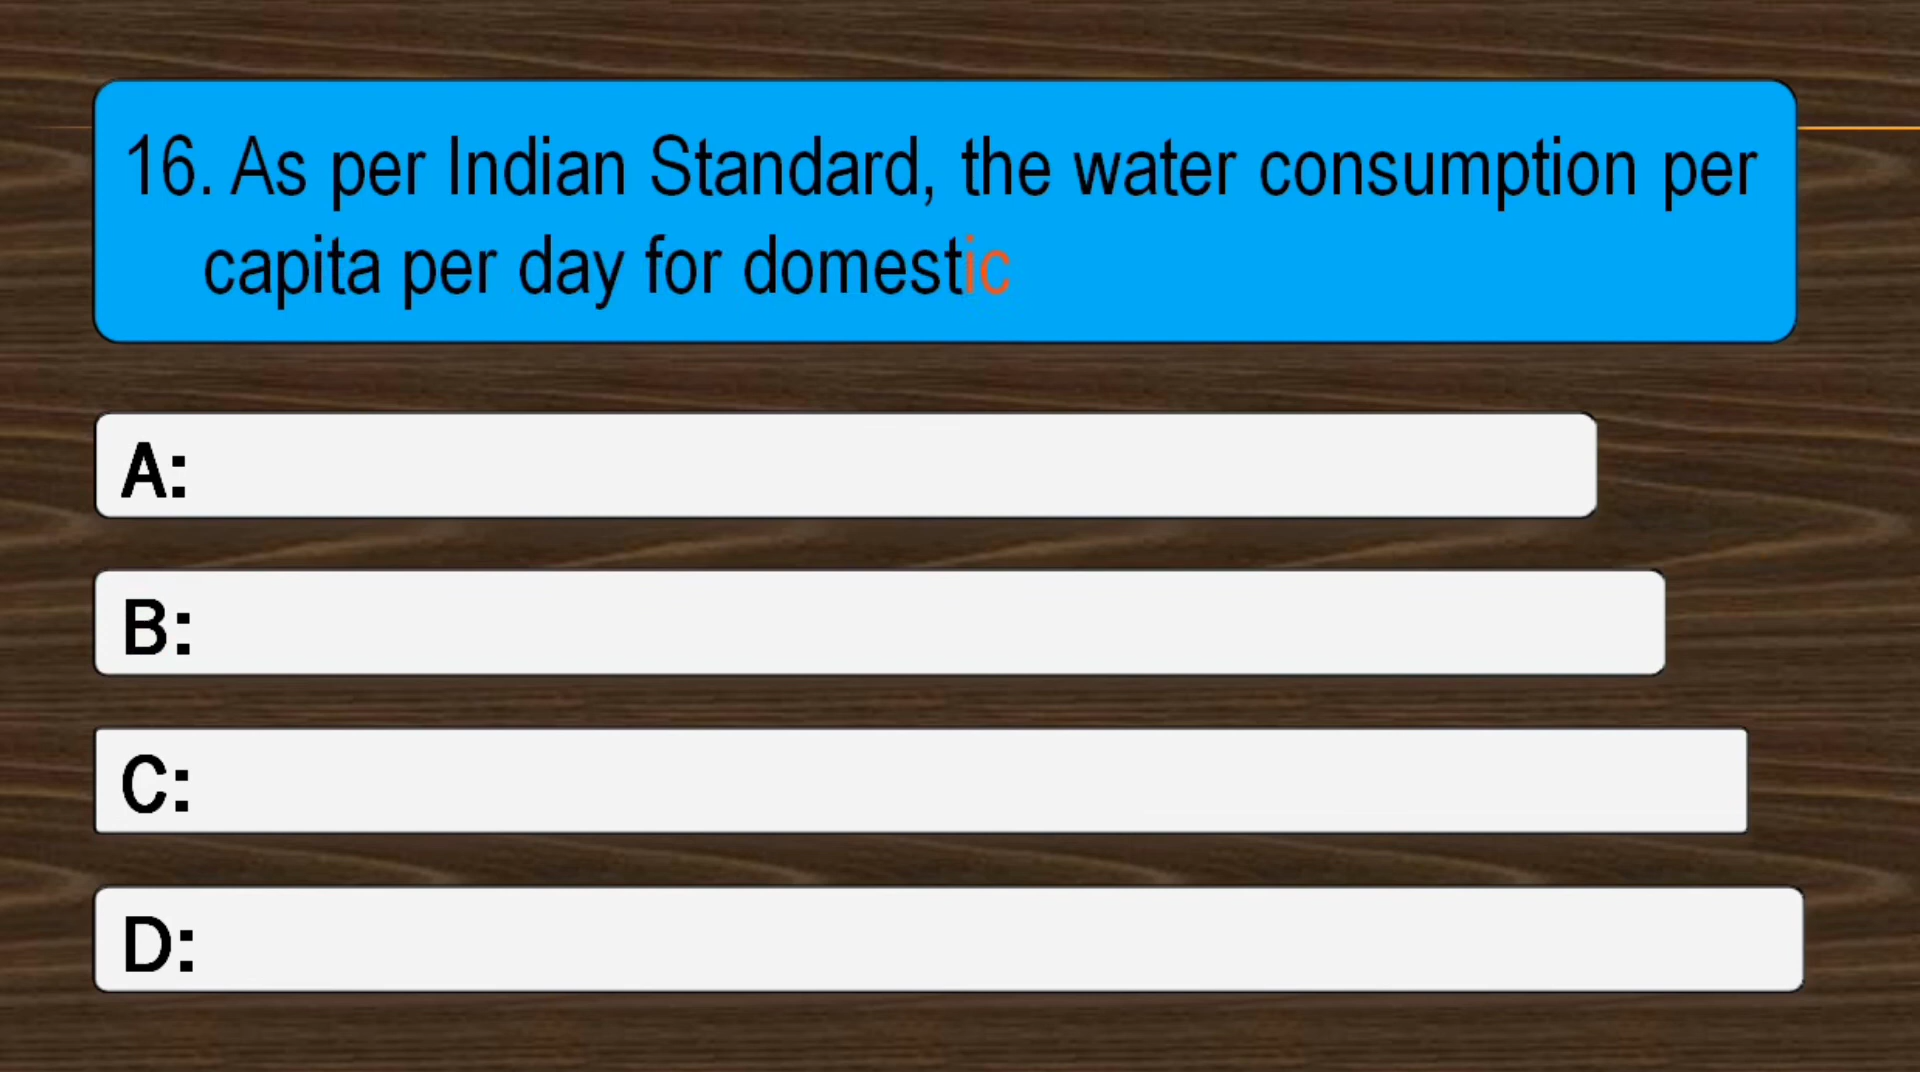 16. As per Indian Standard, the water consumption per
capita per day for domestic
A:
B:
C:
D: